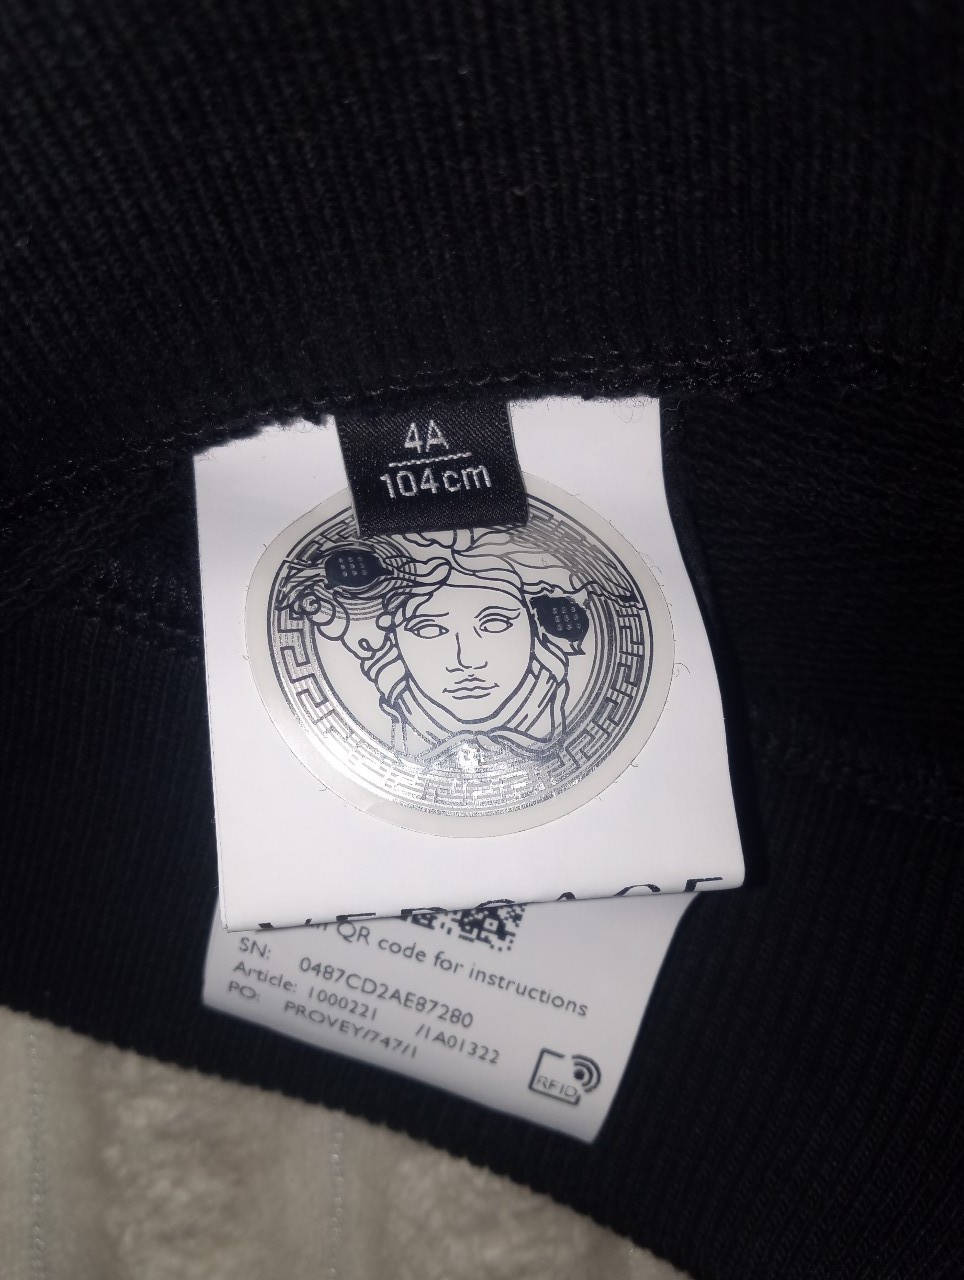 4A
104cm
VERSACE
QR code for instructions
SN: 0487CD2AE87280
Article: 1000221 /1A01322
PO: PROVEY/747/1
RFID